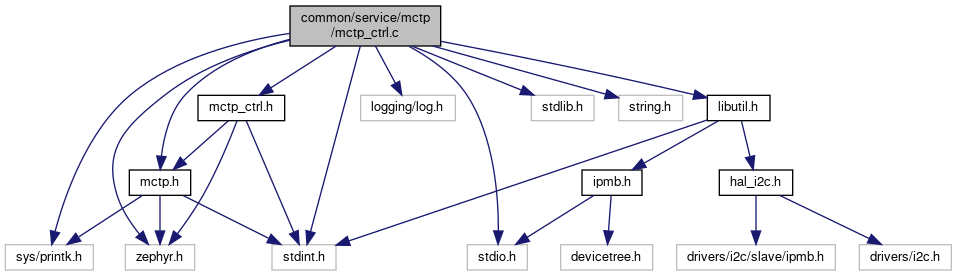 common/service/mctp
/mctp_ctrl.c
mctp_ctrl.h
logging/log.h
stdlib.h
string.h
libutil.h
mctp.h
ipmb.h
hal_i2c.h
sys/printk.h
zephyr.h
stdint.h
stdio.h
devicetree.h
drivers/i2c/slave/ipmb.h
drivers/i2c.h